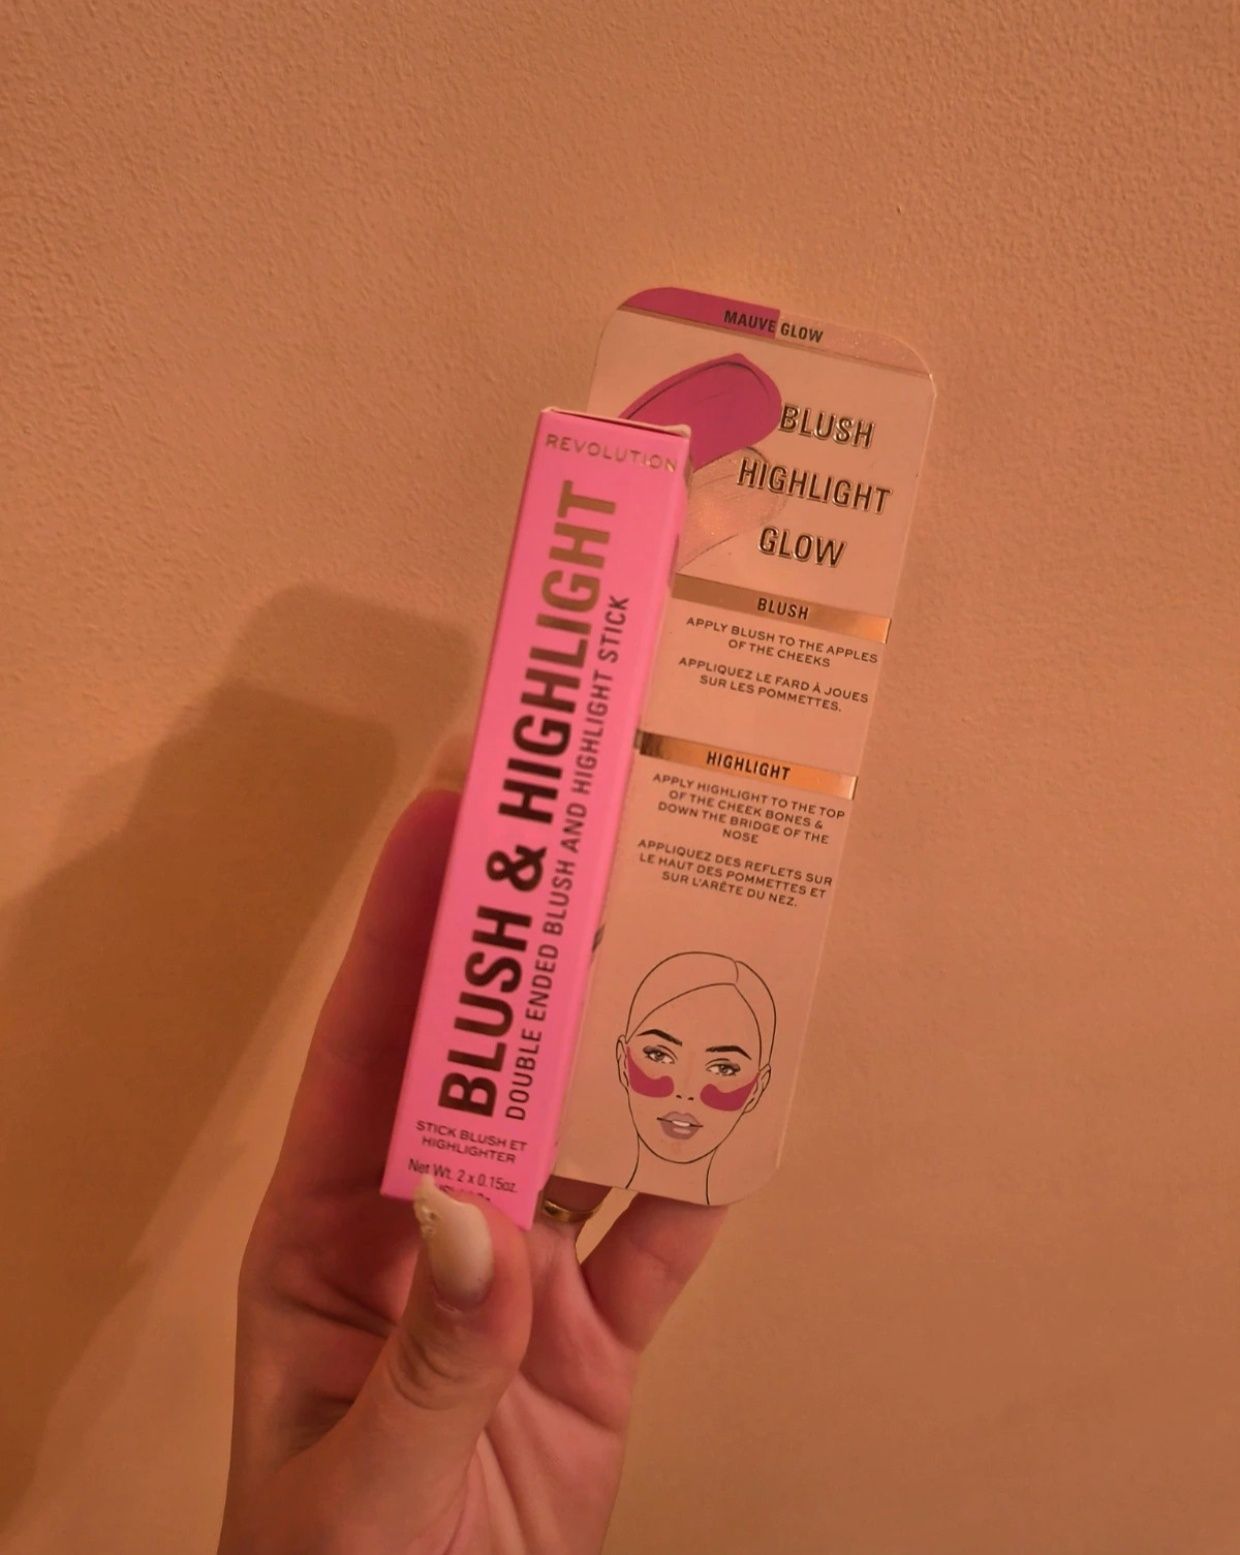 REVOLUTION
BLUSH & HIGHLIGHT
DOUBLE ENDED BLUSH AND HIGHLIGHT STICK
STICK BLUSH ET
HIGHLIGHTER
Net Wt. 2 x 0.15oz.
MAUVE GLOW
BLUSH
HIGHLIGHT
GLOW
BLUSH
APPLY BLUSH TO THE APPLES
OF THE CHEEKS
APPLIQUEZ LE FARD À JOUES
SUR LES POMMETTES.
HIGHLIGHT
APPLY HIGHLIGHT TO THE TOP
OF THE CHEEK BONES &
DOWN THE BRIDGE OF THE
NOSE
APPLIQUEZ DES REFLETS SUR
LE HAUT DES POMMETTES ET
SUR L'ARÊTE DU NEZ.